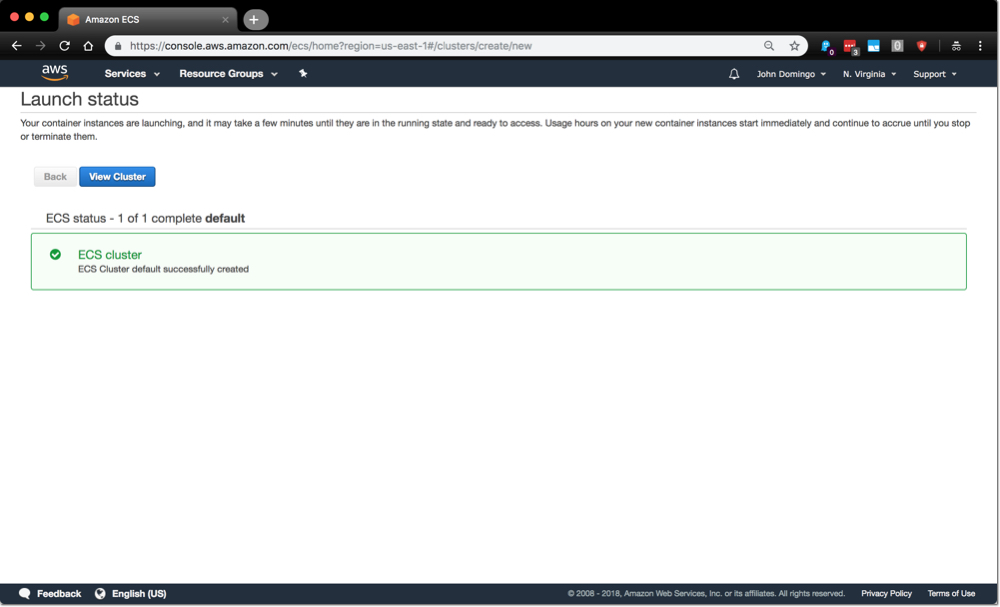 Amazon ECS
https://console.aws.amazon.com/ecs/home?region=us-east-1#/clusters/create/new
0
3
0
aws
Services
Resource Groups
John Domingo
N. Virginia
Support
Launch status
Your container instances are launching, and it may take a few minutes until they are in the running state and ready to access. Usage hours on your new container instances start immediately and continue to accrue until you stop
or terminate them.
Back
View Cluster
ECS status - 1 of 1 complete default
ECS cluster
ECS Cluster default successfully created
Feedback
English (US)
© 2008 - 2018, Amazon Web Services, Inc. or its affiliates. All rights reserved.
Privacy Policy
Terms of Use